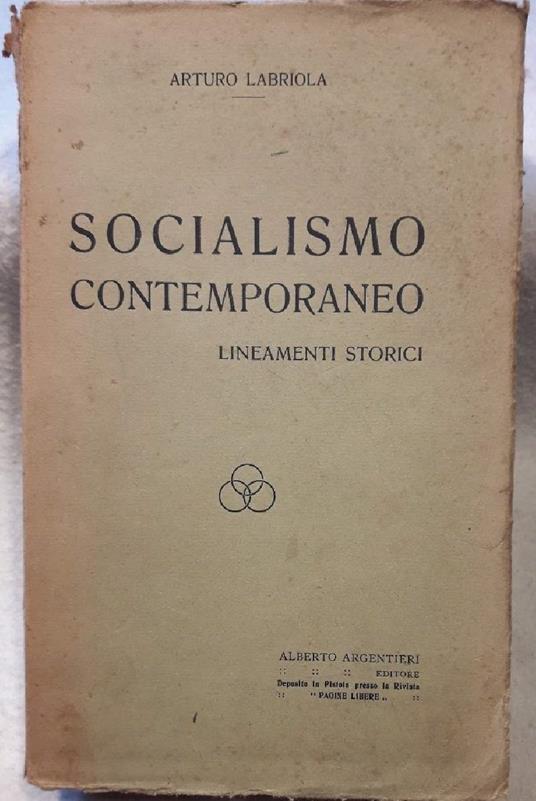 ARTURO LABRIOLA
SOCIALISMO
CONTEMPORANEO
LINEAMENTI STORICI
ALBERTO ARGENTIERI
:: :: :: EDITORE
Deposito in Pistoia presso la Rivista
:: " PAGINE LIBERE „ ::